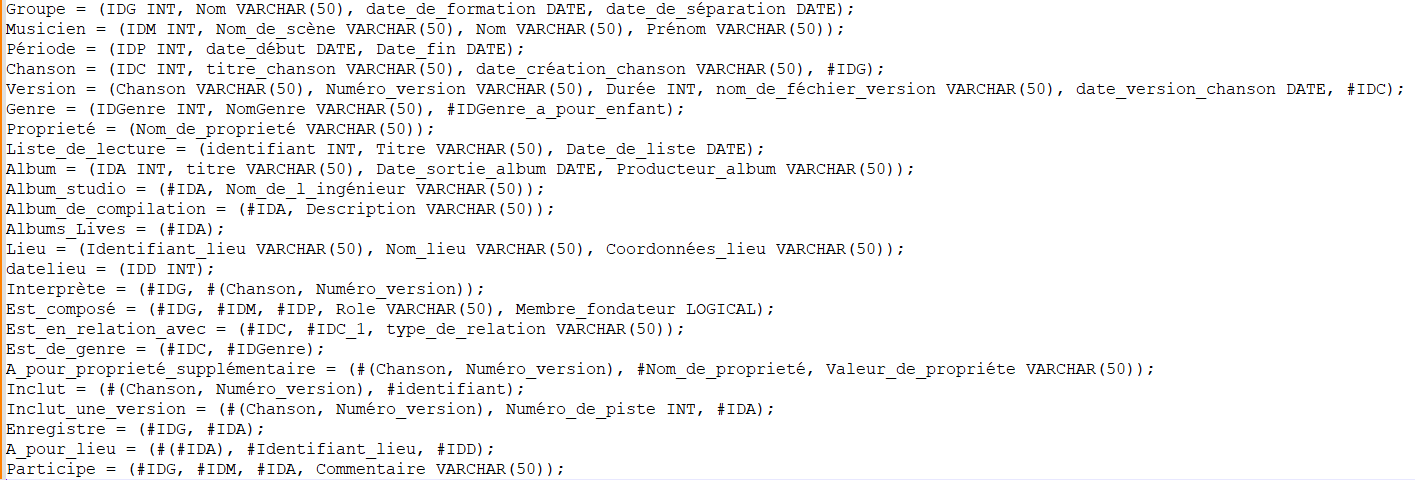 Groupe = (IDG INT, Nom VARCHAR(50), date_de_formation DATE, date_de_séparation DATE);
Musicien = (IDM INT, Nom_de_scène VARCHAR(50), Nom VARCHAR(50), Prénom VARCHAR(50));
Période = (IDP INT, date_début DATE, Date_fin DATE);
Chanson = (IDC INT, titre_chanson VARCHAR(50), date_création_chanson VARCHAR(50), #IDG);
Version = (Chanson VARCHAR(50), Numéro_version VARCHAR(50), Durée INT, nom_de_féchier_version VARCHAR(50), date_version_chanson DATE, #IDC);
Genre = (IDGenre INT, NomGenre VARCHAR(50), #IDGenre_a_pour_enfant);
Proprieté = (Nom_de_proprieté VARCHAR(50));
Liste_de_lecture = (identifiant INT, Titre VARCHAR(50), Date_de_liste DATE);
Album = (IDA INT, titre VARCHAR(50), Date_sortie_album DATE, Producteur_album VARCHAR(50));
Album_studio = (#IDA, Nom_de_l_ingénieur VARCHAR(50));
Album_de_compilation = (#IDA, Description VARCHAR(50));
Albums_Lives = (#IDA);
Lieu = (Identifiant_lieu VARCHAR(50), Nom_lieu VARCHAR(50), Coordonnées_lieu VARCHAR(50));
datelieu = (IDD INT);
Interprète = (#IDG, #(Chanson, Numéro_version));
Est_composé = (#IDG, #IDM, #IDP, Role VARCHAR(50), Membre_fondateur LOGICAL);
Est_en_relation_avec = (#IDC, #IDC_1, type_de_relation VARCHAR(50));
Est_de_genre = (#IDC, #IDGenre);
A_pour_proprieté_supplémentaire = (#(Chanson, Numéro_version), #Nom_de_proprieté, Valeur_de_propriéte VARCHAR(50));
Inclut = (#(Chanson, Numéro_version), #identifiant);
Inclut_une_version = (#(Chanson, Numéro_version), Numéro_de_piste INT, #IDA);
Enregistre = (#IDG, #IDA);
A_pour_lieu = (#(#IDA), #Identifiant_lieu, #IDD);
Participe = (#IDG, #IDM, #IDA, Commentaire VARCHAR(50));